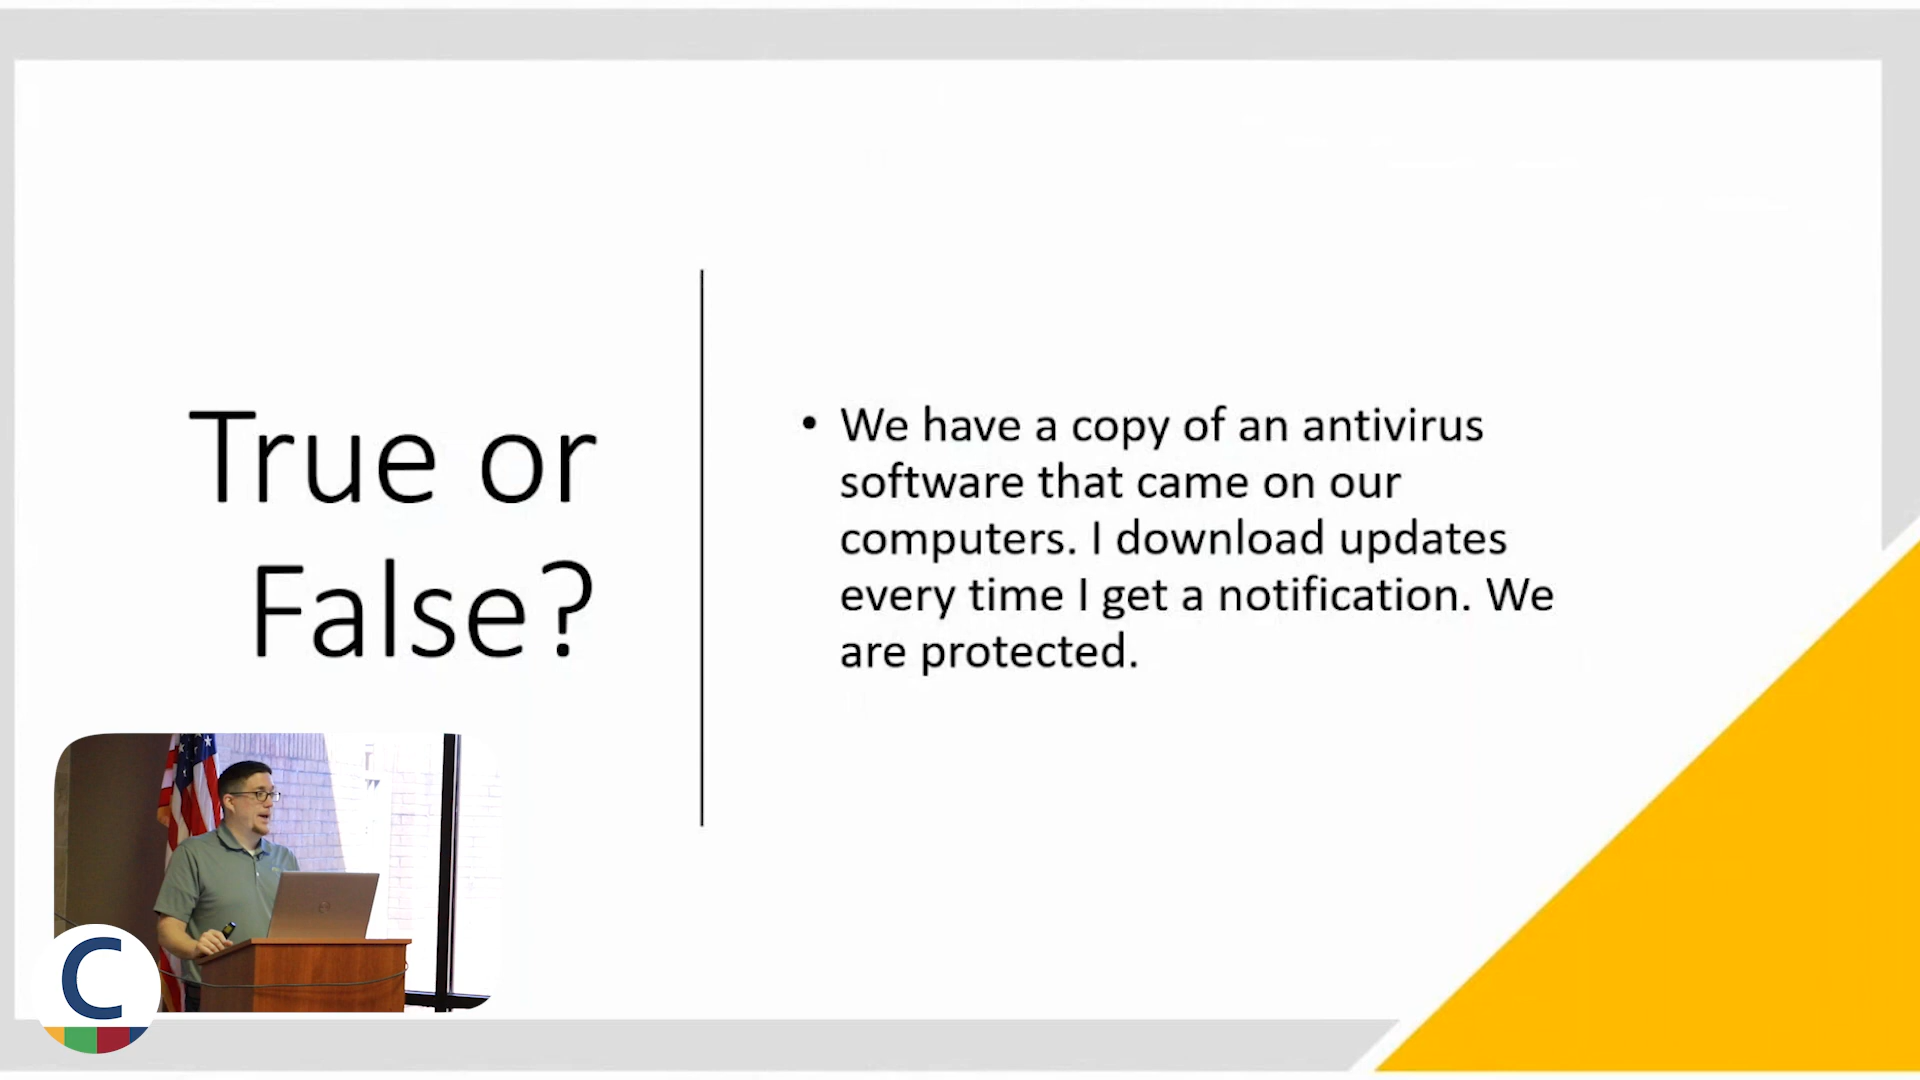 True or
False?
• We have a copy of an antivirus
software that came on our
computers. I download updates
every time I get a notification. We
are protected.
C